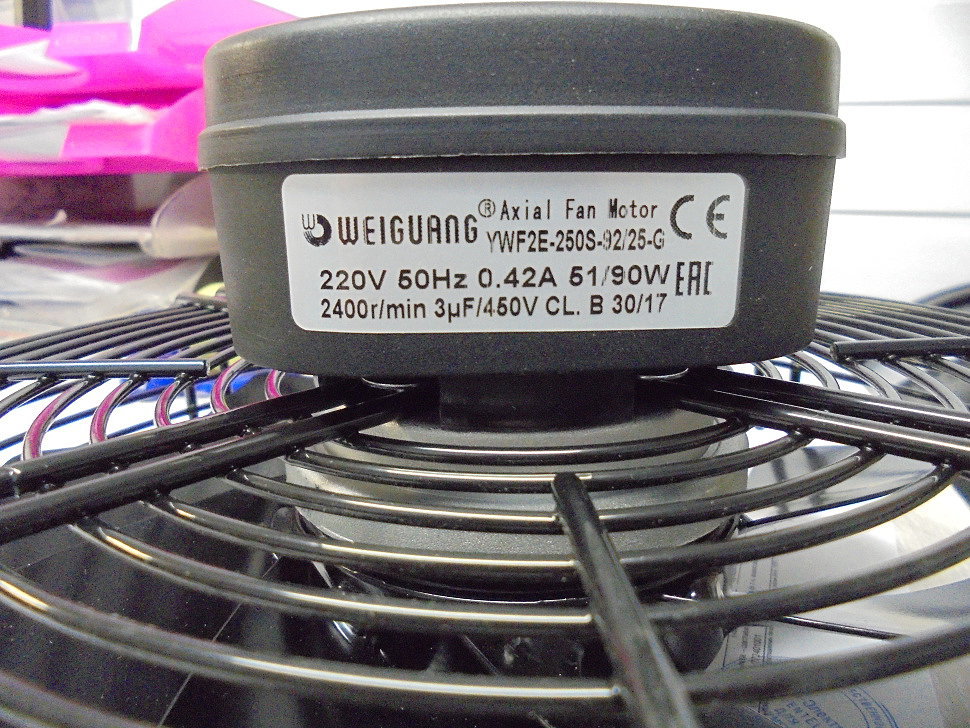 WEIGUANG® Axial Fan Motor CE
YWF2E-250S-92/25-G
220V 50Hz 0.42A 51/90W EAC
2400r/min 3µF/450V CL. B 30/17